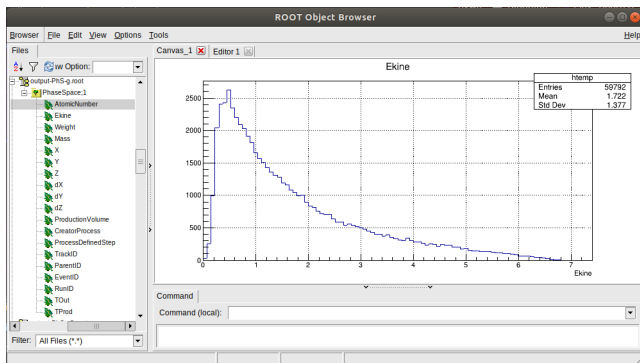 ROOT Object Browser
Browser File Edit View Options Tools
Help
Files
Canvas_1
Editor 1
Option:
output-PhS-g.root
PhaseSpace;1
AtomicNumber
Ekine
Weight
Mass
X
Y
Z
dX
dY
dZ
ProductionVolume
CreatorProcess
ProcessDefinedStep
TrackID
ParentID
EventID
RunID
TOut
TProd
Filter: All Files (*.*)
Ekine
htemp
Entries 59792
Mean 1.722
Std Dev 1.377
2500
2000
1500
1000
500
0
0 1 2 3 4 5 6 7
Ekine
Command
Command (local):